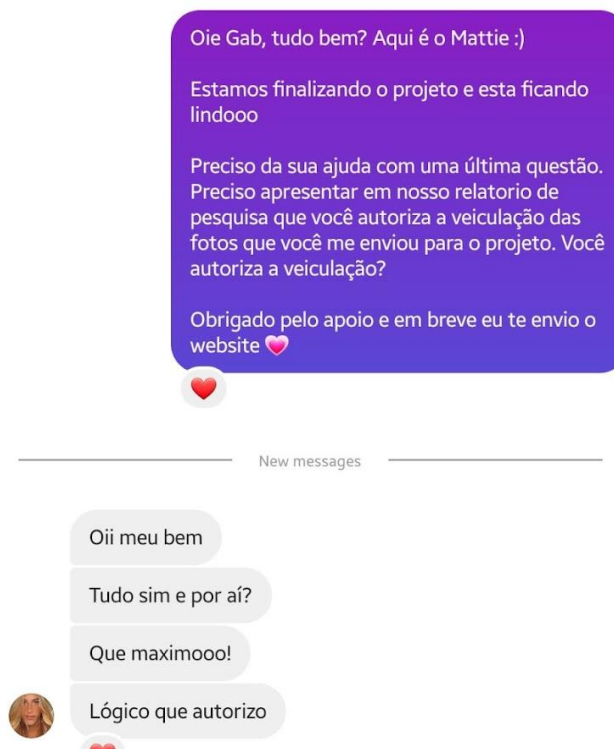 Oie Gab, tudo bem? Aqui é o Mattie :)
Estamos finalizando o projeto e esta ficando
lindooo
Preciso da sua ajuda com uma última questão.
Preciso apresentar em nosso relatorio de
pesquisa que você autoriza a veiculação das
fotos que você me enviou para o projeto. Você
autoriza a veiculação?
Obrigado pelo apoio e em breve eu te envio o
website 💗
New messages
Oii meu bem
Tudo sim e por aí?
Que maximooo!
Lógico que autorizo